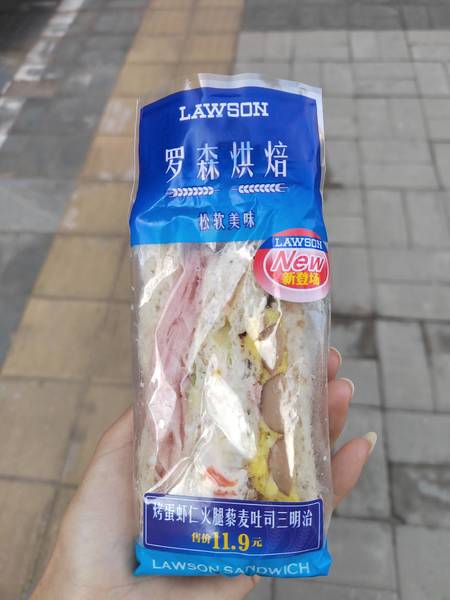 LAWSON
罗森烘焙
松软美味
LAWSON
New
新登场
烤蛋虾仁火腿藜麦吐司三明治
售价11.9元
LAWSON SANDWICH